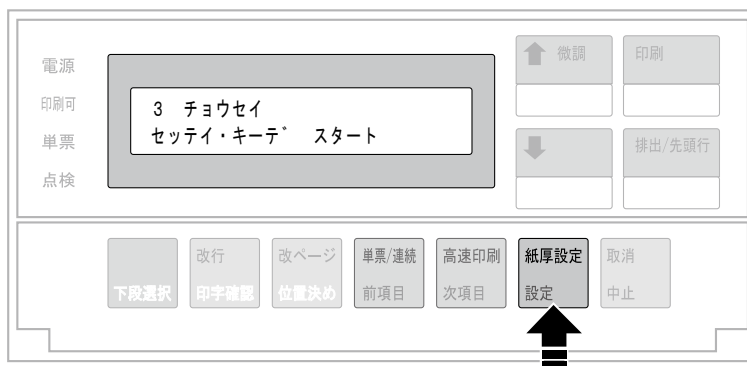 電源
印刷可
単票
点検
3 チョウセイ
セッテイ・キーデ スタート
微調
印刷
排出/先頭行
下段選択
改行
印字確認
改ページ
位置決め
単票/連続
前項目
高速印刷
次項目
紙厚設定
設定
取消
中止